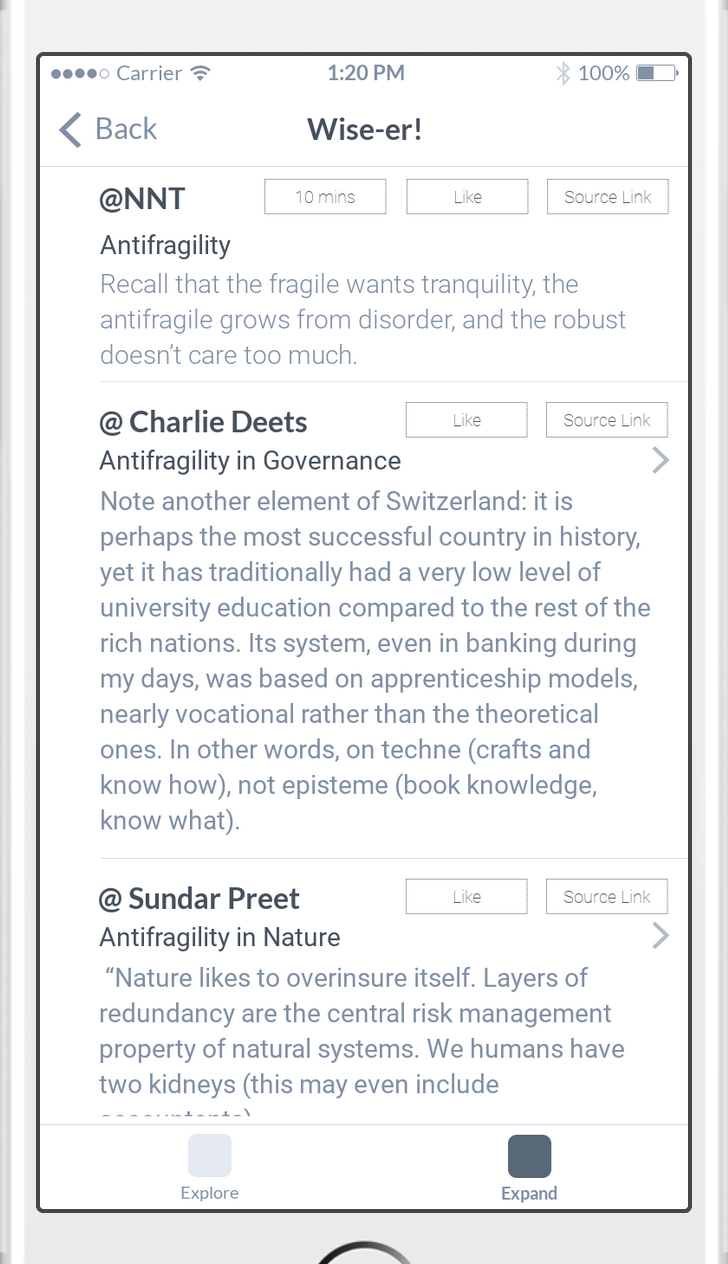 Carrier 1:20 PM 100%
Back Wise-er!
@NNT 10 mins Like Source Link
Antifragility
Recall that the fragile wants tranquility, the
antifragile grows from disorder, and the robust
doesn’t care too much.
@ Charlie Deets Like Source Link
Antifragility in Governance
Note another element of Switzerland: it is
perhaps the most successful country in history,
yet it has traditionally had a very low level of
university education compared to the rest of the
rich nations. Its system, even in banking during
my days, was based on apprenticeship models,
nearly vocational rather than the theoretical
ones. In other words, on techne (crafts and
know how), not episteme (book knowledge,
know what).
@ Sundar Preet Like Source Link
Antifragility in Nature
“Nature likes to overinsure itself. Layers of
redundancy are the central risk management
property of natural systems. We humans have
two kidneys (this may even include
Explore Expand